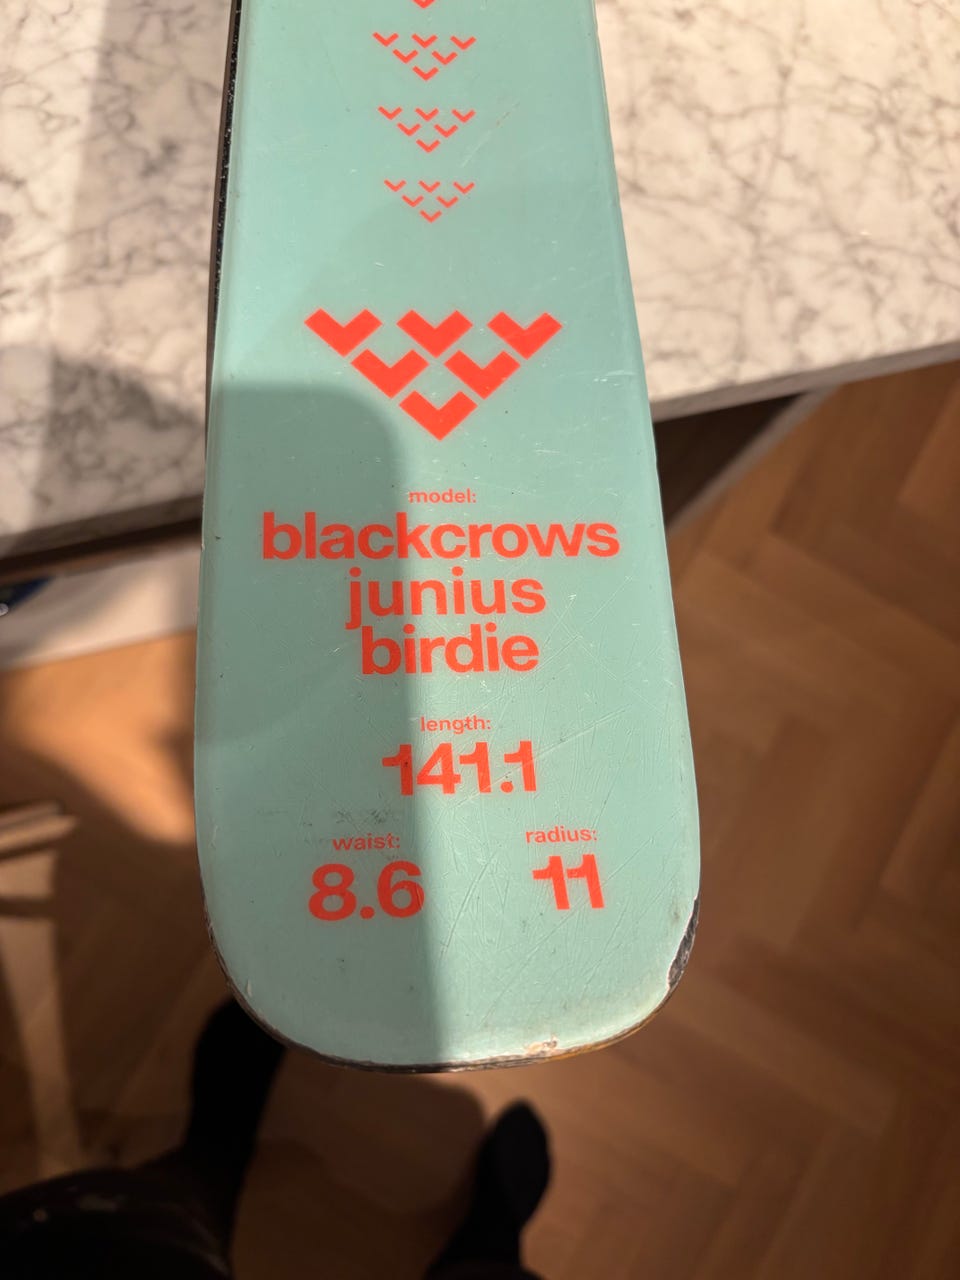 model:
blackcrows
junius
birdie
length:
141.1
waist: radius:
8.6 11